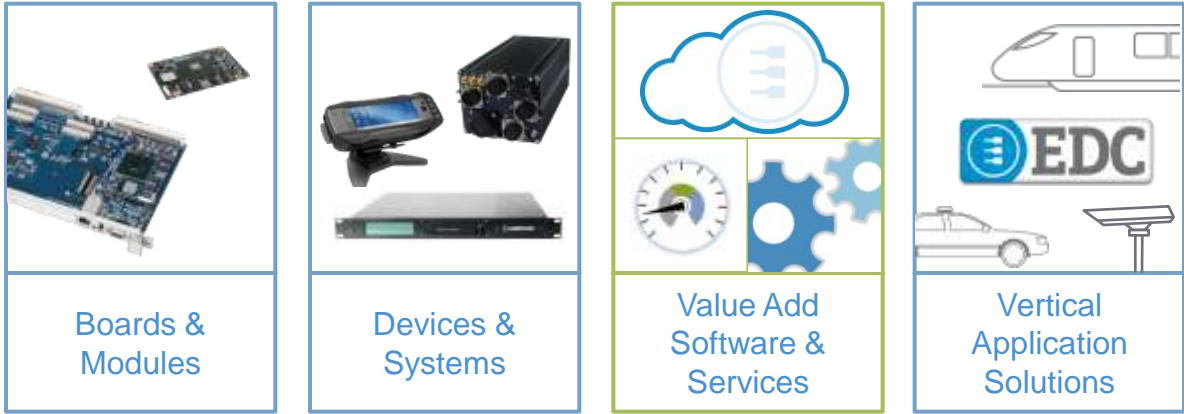 EDC
Boards &
Modules
Devices &
Systems
Value Add
Software &
Services
Vertical
Application
Solutions